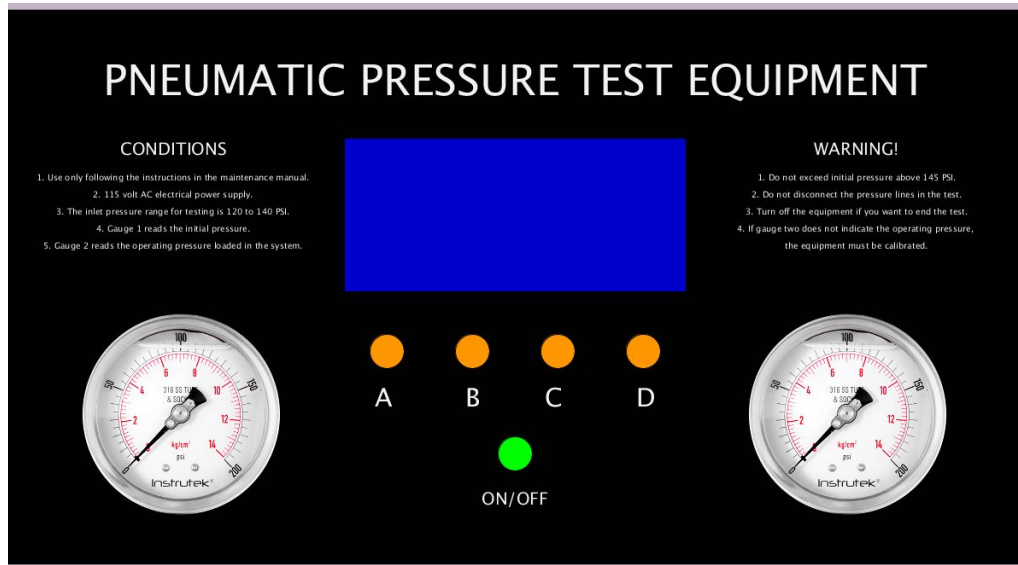 PNEUMATIC PRESSURE TEST EQUIPMENT
CONDITIONS
1. Use only following the instructions in the maintenance manual.
2. 115 volt AC electrical power supply.
3. The inlet pressure range for testing is 120 to 140 PSI.
4. Gauge 1 reads the initial pressure.
5. Gauge 2 reads the operating pressure loaded in the system.
WARNING!
1. Do not exceed initial pressure above 145 PSI.
2. Do not disconnect the pressure lines in the test.
3. Turn off the equipment if you want to end the test.
4. If gauge two does not indicate the operating pressure,
the equipment must be calibrated.
A B C D
ON/OFF
0 50 100 150 200
2 4 6 8 10 12 14
316 SS
&
kg/cm²
psi
Instrutek®
0 50 100 150 200
2 4 6 8 10 12 14
316 SS
&
kg/cm²
psi
Instrutek®